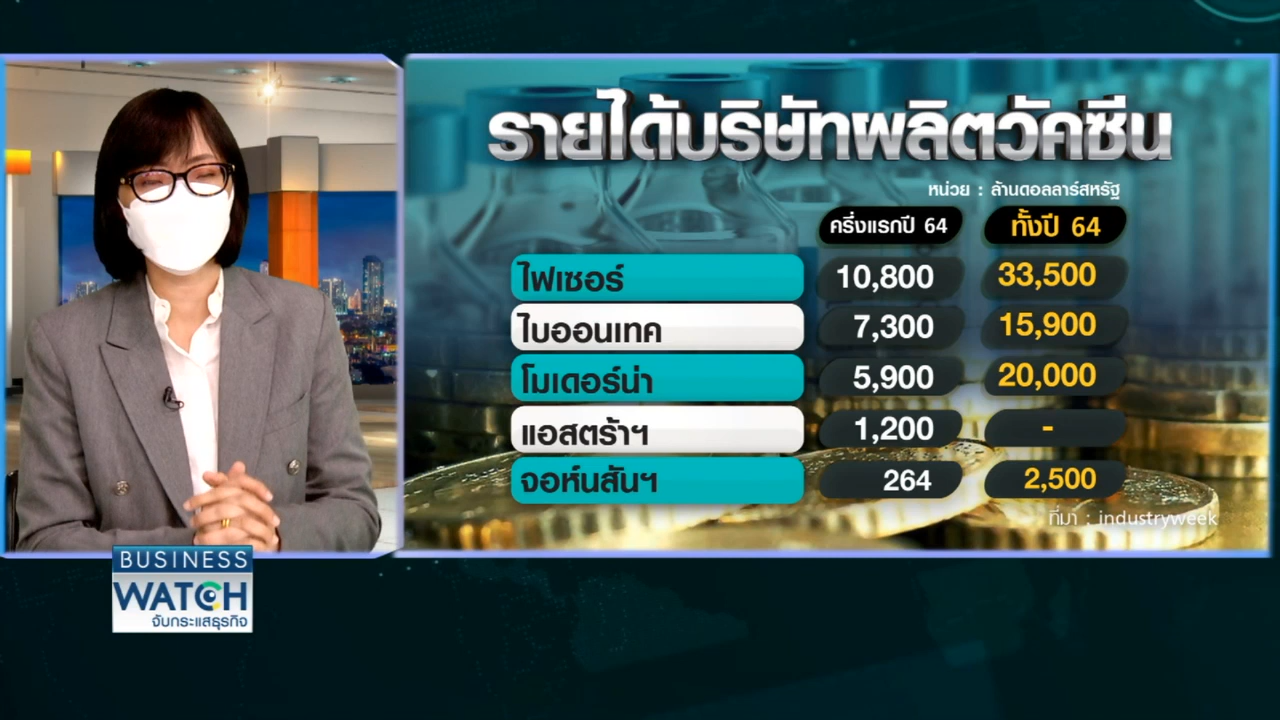 รายได้บริษัทผลิตวัคซีน
หน่วย : ล้านดอลลาร์สหรัฐ
ครึ่งแรกปี 64 ทั้งปี 64
ไฟเซอร์ 10,800 33,500
ไบออนเทค 7,300 15,900
โมเดอร์น่า 5,900 20,000
แอสตร้าฯ 1,200 -
จอห์นสันฯ 264 2,500
ที่มา : industryweek
BUSINESS
WATCH
จับกระแสธุรกิจ